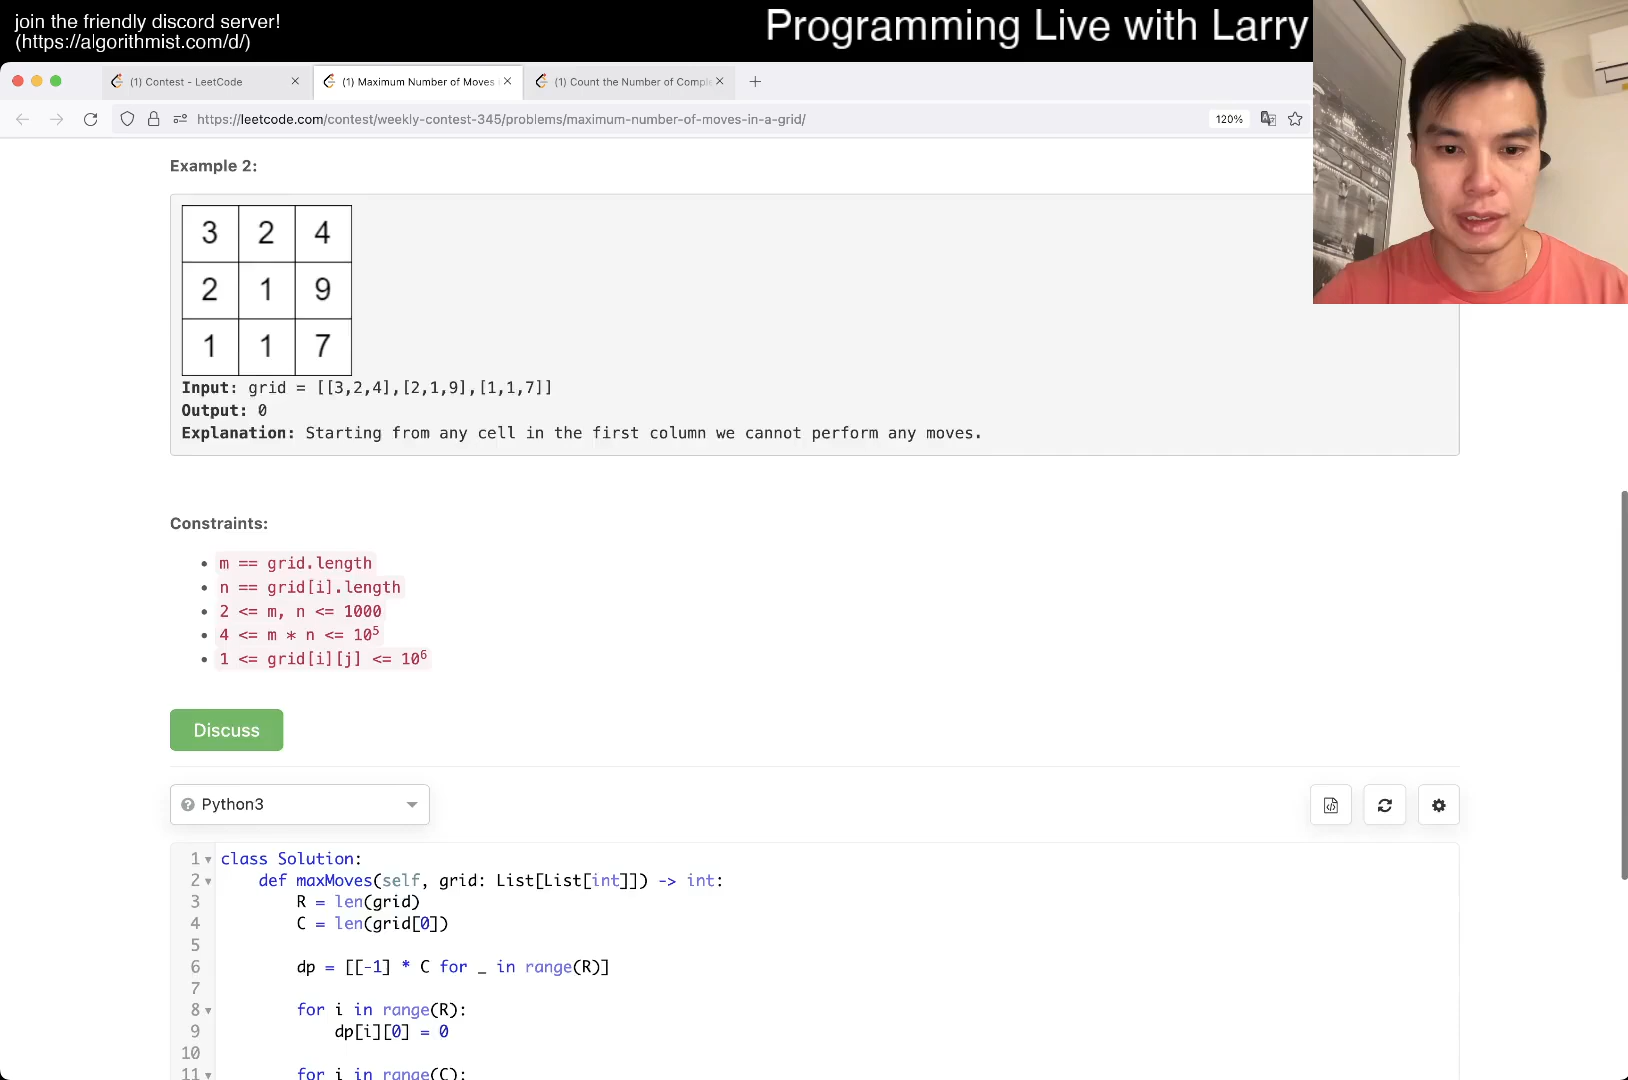 join the friendly discord server!
(https://algorithmist.com/d/)
Programming Live with Larry
(1) Contest - LeetCode
(1) Maximum Number of Moves
(1) Count the Number of Comple
https://leetcode.com/contest/weekly-contest-345/problems/maximum-number-of-moves-in-a-grid/
120%
Example 2:
3 2 4
2 1 9
1 1 7
Input: grid = [[3,2,4],[2,1,9],[1,1,7]]
Output: 0
Explanation: Starting from any cell in the first column we cannot perform any moves.
Constraints:
m == grid.length
n == grid[i].length
2 <= m, n <= 1000
4 <= m * n <= 10⁵
1 <= grid[i][j] <= 10⁶
Discuss
Python3
1 class Solution:
2 def maxMoves(self, grid: List[List[int]]) -> int:
3 R = len(grid)
4 C = len(grid[0])
5
6 dp = [[-1] * C for _ in range(R)]
7
8 for i in range(R):
9 dp[i][0] = 0
10
11 for j in range(C):